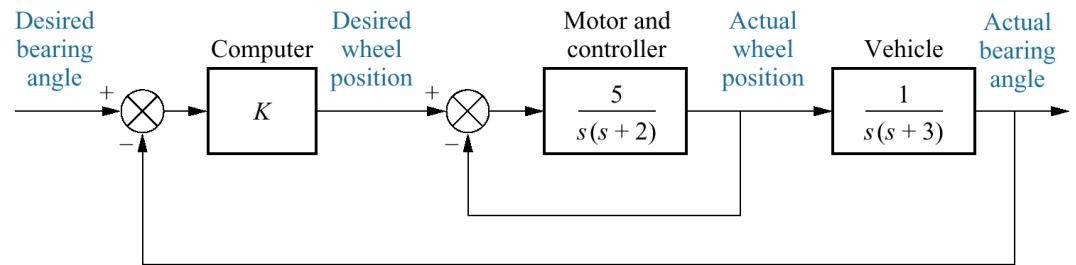 Desired
bearing
angle
Computer
Desired
wheel
position
Motor and
controller
Actual
wheel
position
Vehicle
Actual
bearing
angle
+
−
K
+
−
5
s(s + 2)
1
s(s + 3)